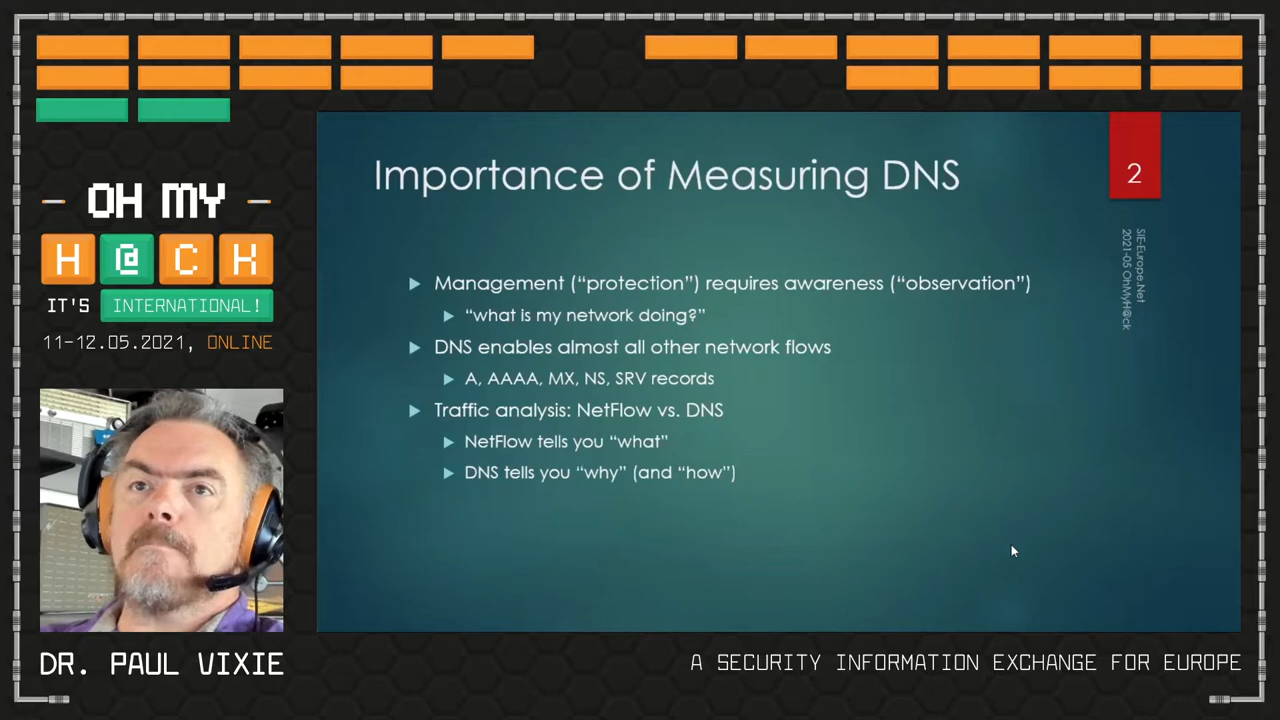 OH MY
H@CK
IT'S INTERNATIONAL!
11-12.05.2021, ONLINE
Importance of Measuring DNS
2
SIE-Europe.Net
2021-05 OhMyH@ck
Management (“protection”) requires awareness (“observation”)
“what is my network doing?”
DNS enables almost all other network flows
A, AAAA, MX, NS, SRV records
Traffic analysis: NetFlow vs. DNS
NetFlow tells you “what”
DNS tells you “why” (and “how”)
DR. PAUL VIXIE
A SECURITY INFORMATION EXCHANGE FOR EUROPE